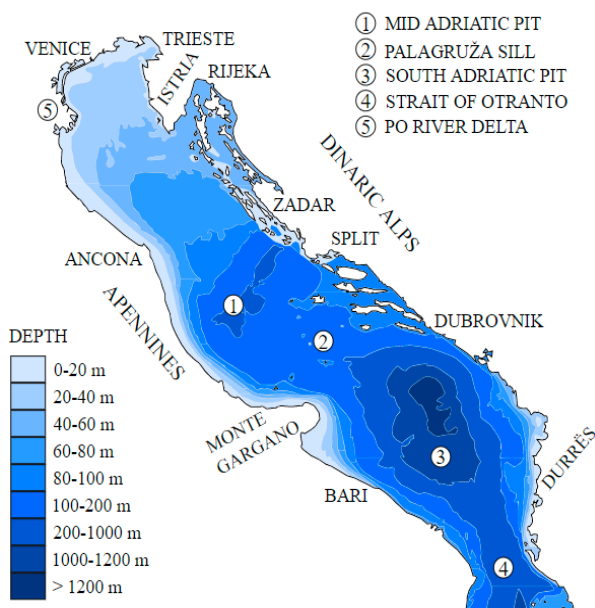 ① MID ADRIATIC PIT
② PALAGRUŽA SILL
③ SOUTH ADRIATIC PIT
④ STRAIT OF OTRANTO
⑤ PO RIVER DELTA
VENICE
TRIESTE
ISTRIA
RIJEKA
⑤
DINARIC ALPS
ZADAR
SPLIT
ANCONA
①
APENNINES
②
DUBROVNIK
MONTE
GARGANO
③
BARI
DURRËS
④
DEPTH
0-20 m
20-40 m
40-60 m
60-80 m
80-100 m
100-200 m
200-1000 m
1000-1200 m
> 1200 m